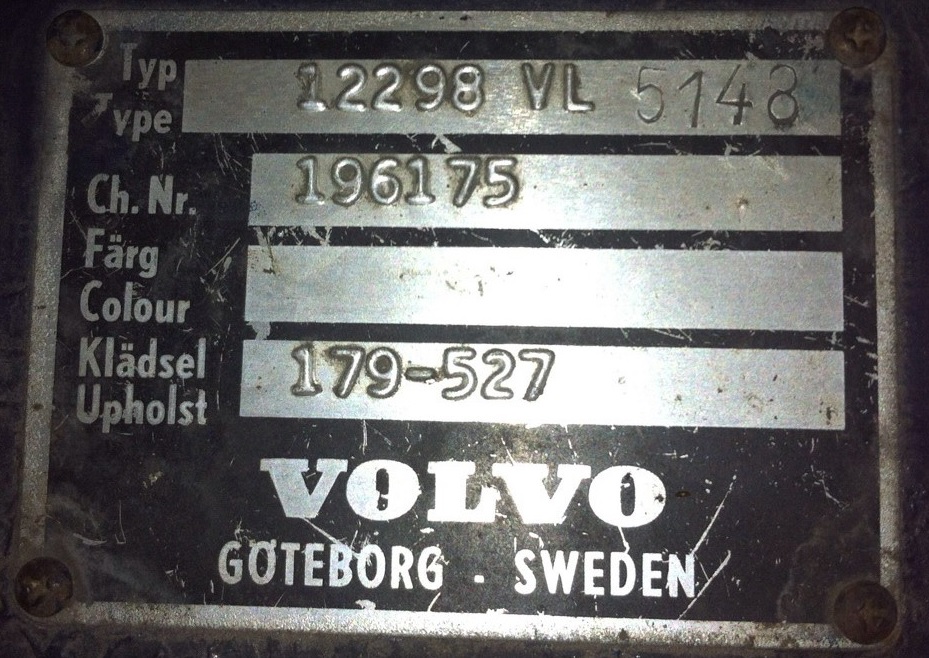 Typ 12298 VL 5148
Type
Ch. Nr. 196175
Färg
Colour
Klädsel 179-527
Upholst
VOLVO
GÖTEBORG - SWEDEN